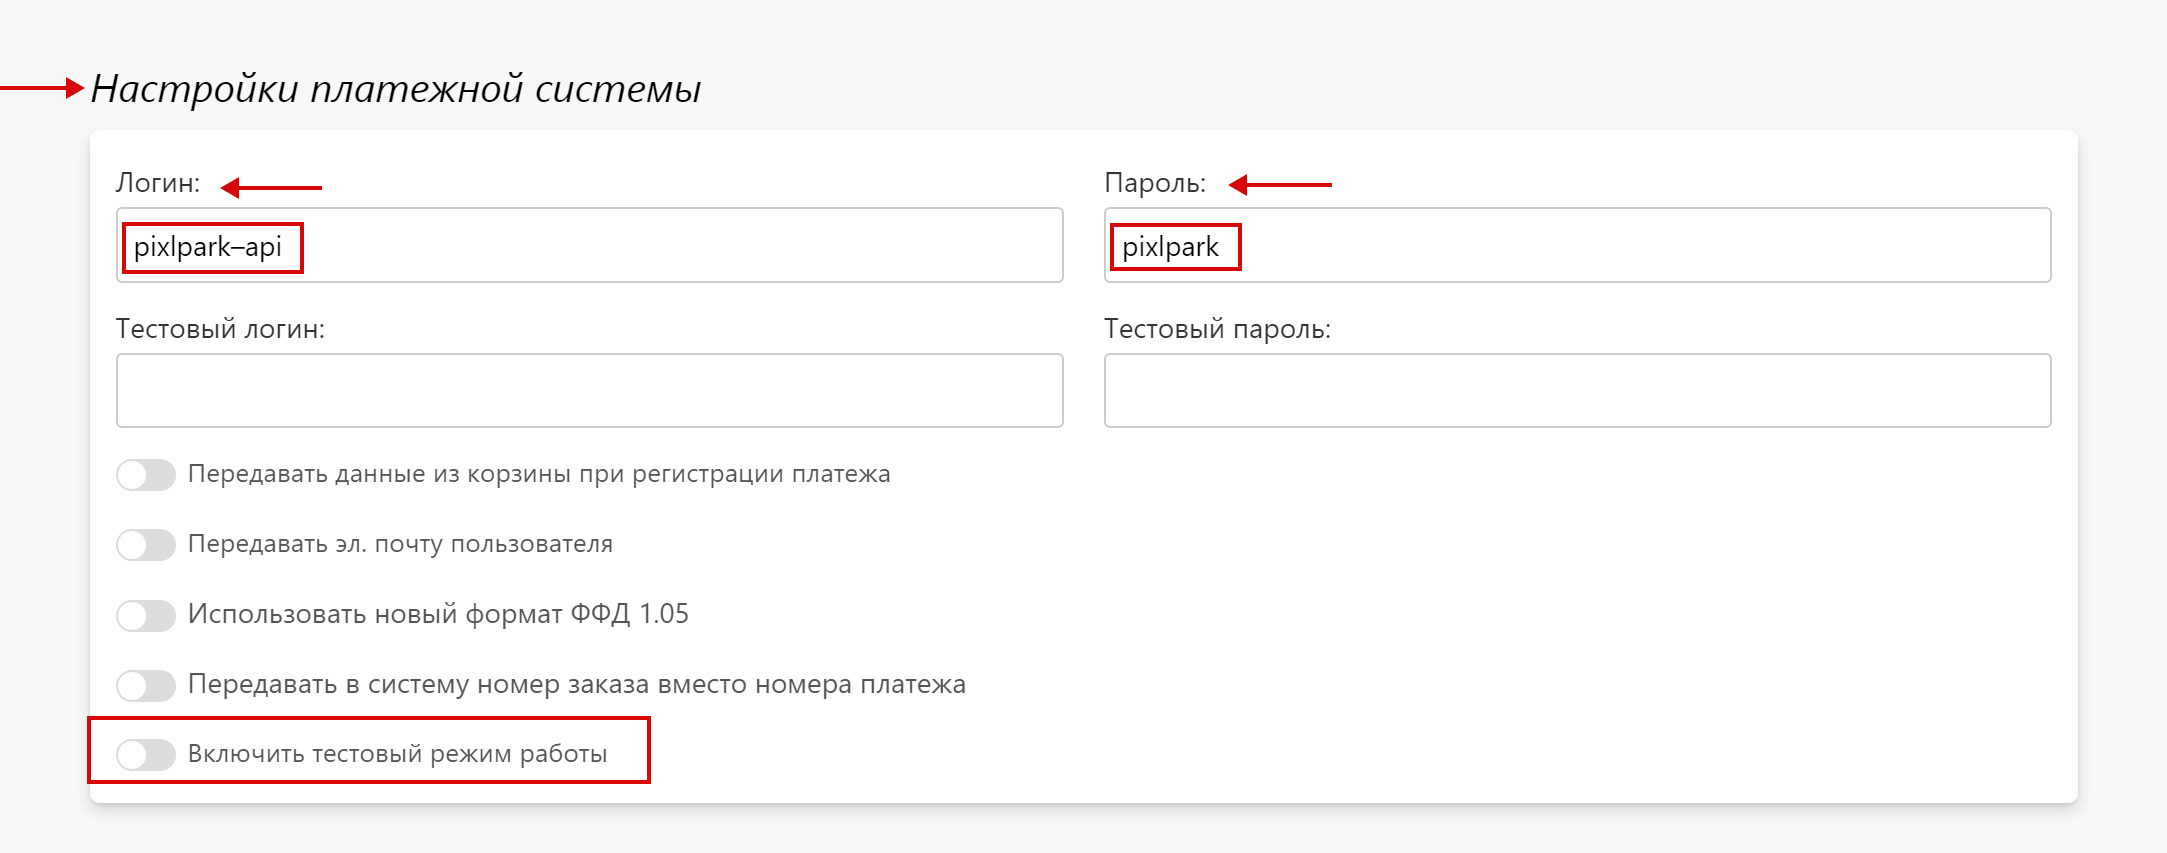 Настройки платежной системы
Логин:
Пароль:
pixlpark–api
pixlpark
Тестовый логин:
Тестовый пароль:
Передавать данные из корзины при регистрации платежа
Передавать эл. почту пользователя
Использовать новый формат ФФД 1.05
Передавать в систему номер заказа вместо номера платежа
Включить тестовый режим работы